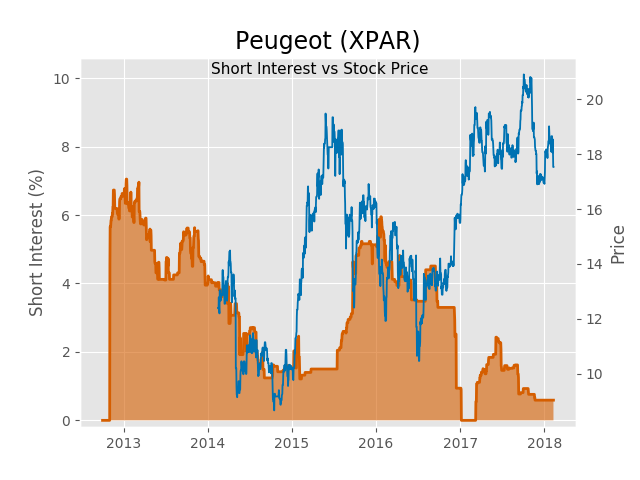 Peugeot (XPAR)
Short Interest vs Stock Price
10
8
6
4
2
0
Short Interest (%)
20
18
16
14
12
10
Price
2013 2014 2015 2016 2017 2018